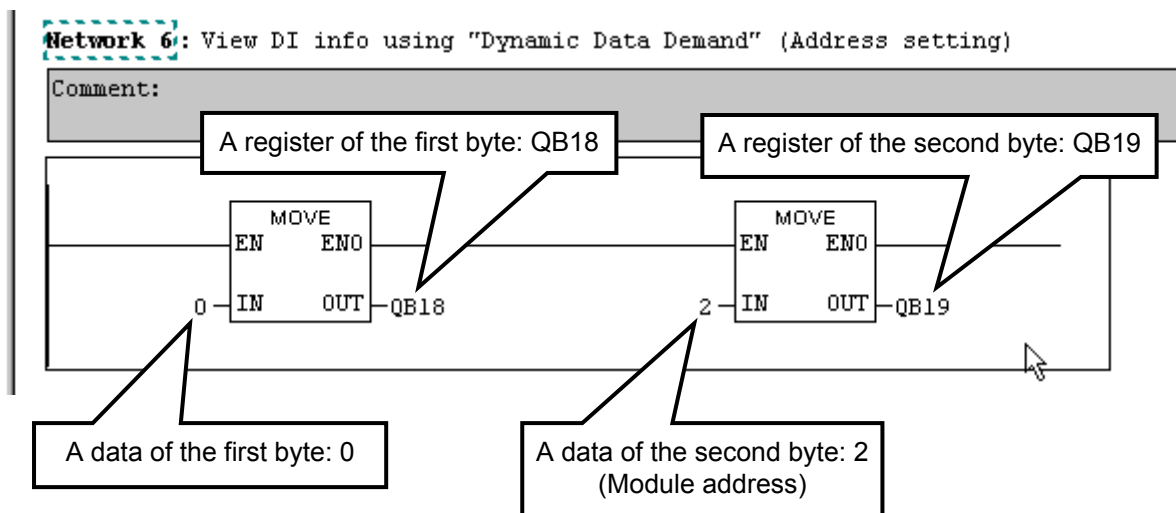 Network 6: View DI info using "Dynamic Data Demand" (Address setting)
Comment:
A register of the first byte: QB18
A register of the second byte: QB19
MOVE
EN ENO
0 IN OUT QB18
MOVE
EN ENO
2 IN OUT QB19
A data of the first byte: 0
A data of the second byte: 2
(Module address)